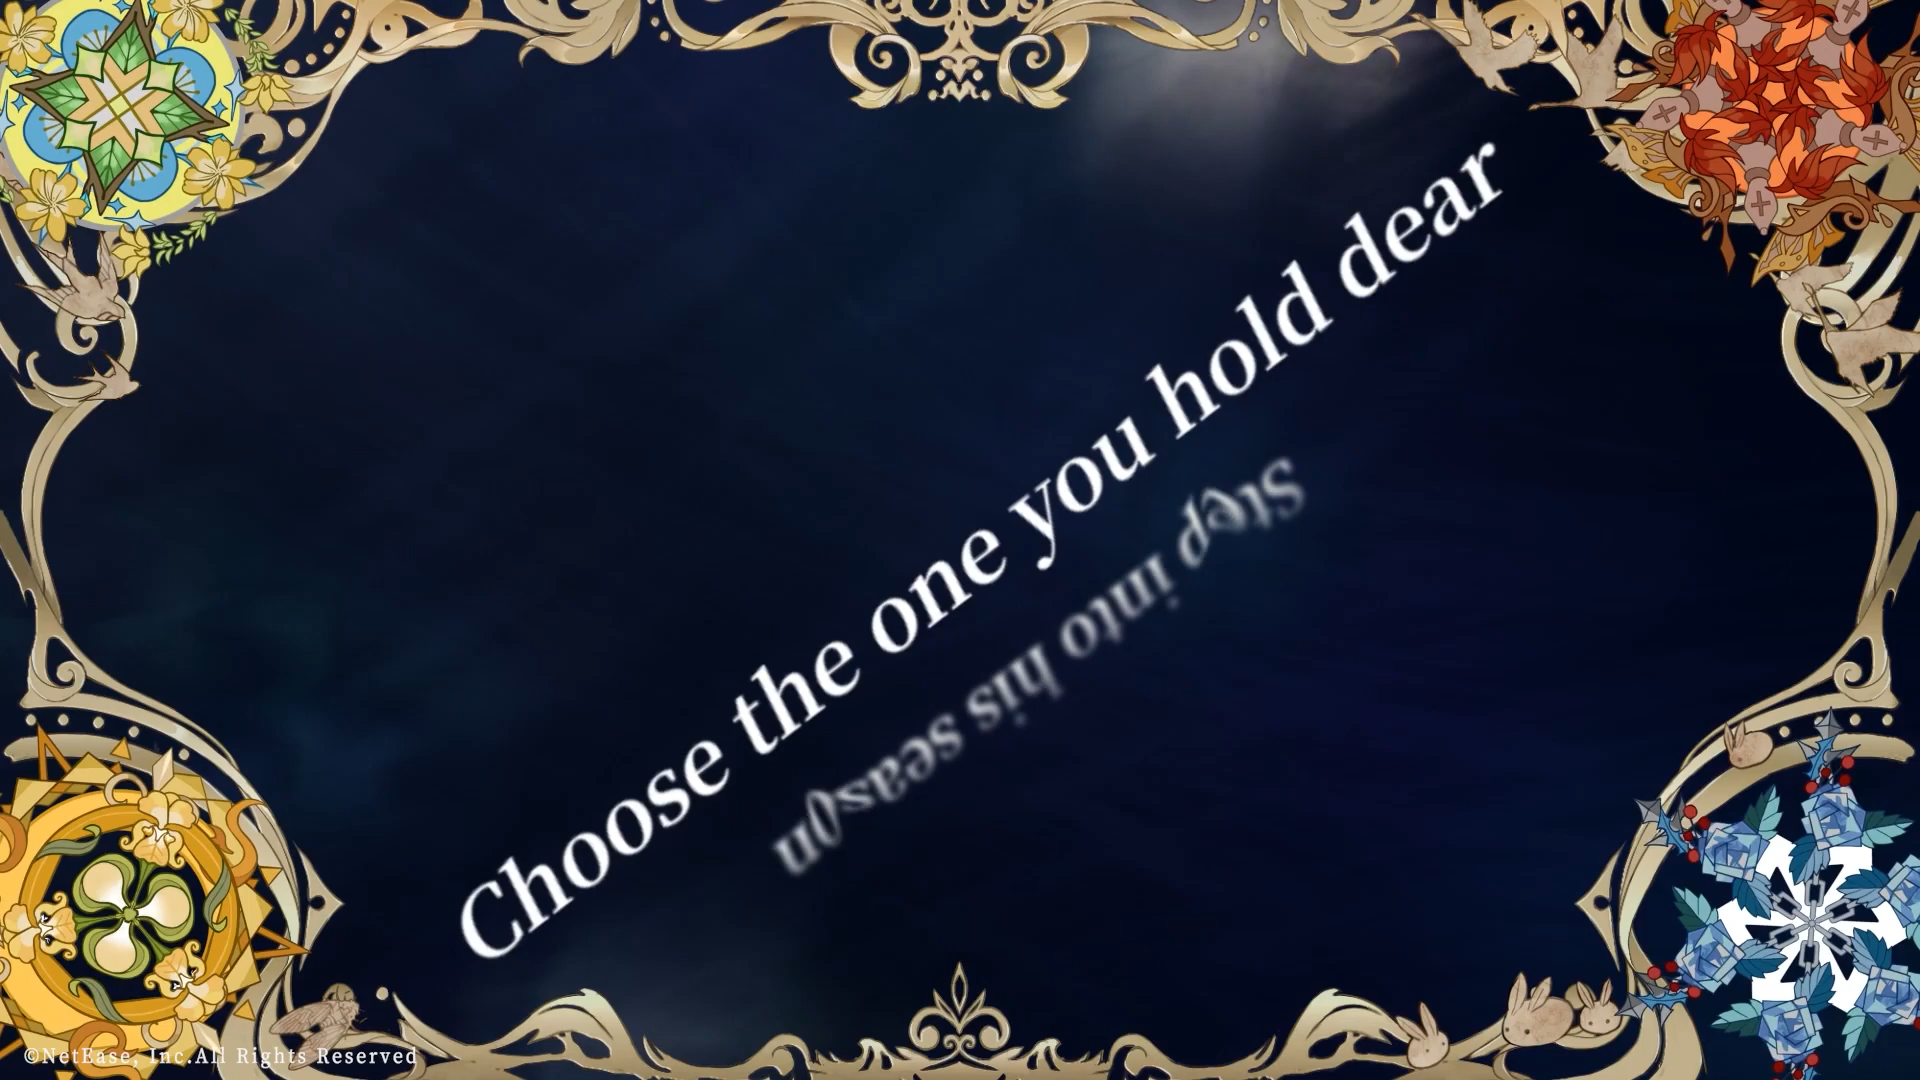 Choose the one you hold dear
Step into his season
©NetEase, Inc.All Rights Reserved